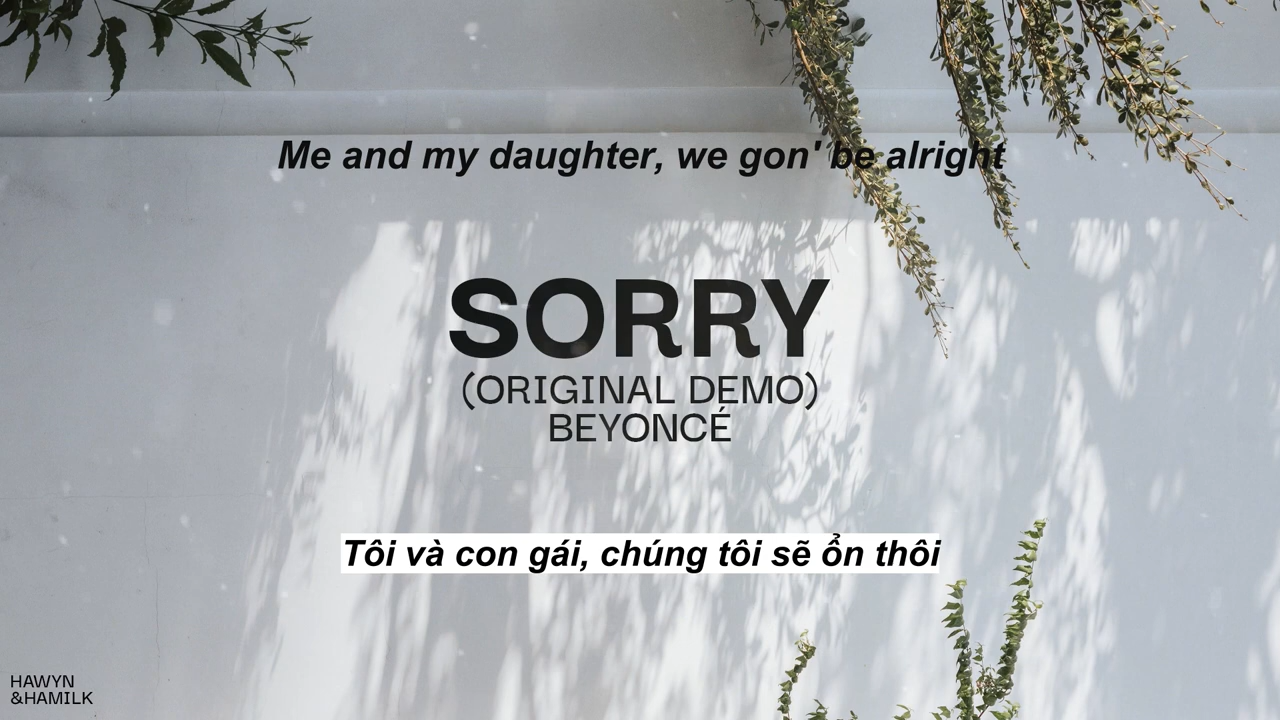 Me and my daughter, we gon' be alright
SORRY
(ORIGINAL DEMO)
BEYONCÉ
Tôi và con gái, chúng tôi sẽ ổn thôi
HAWYN
&HAMILK